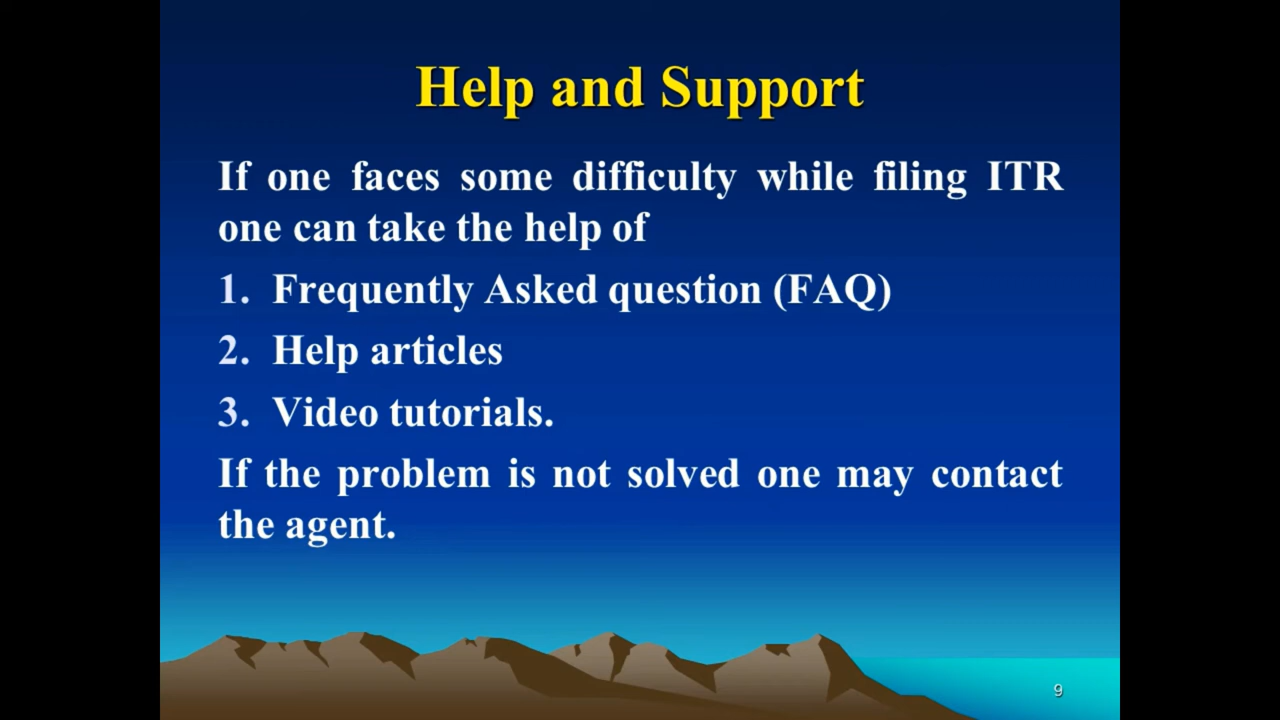 Help and Support
If one faces some difficulty while filing ITR
one can take the help of
1. Frequently Asked question (FAQ)
2. Help articles
3. Video tutorials.
If the problem is not solved one may contact
the agent.
9